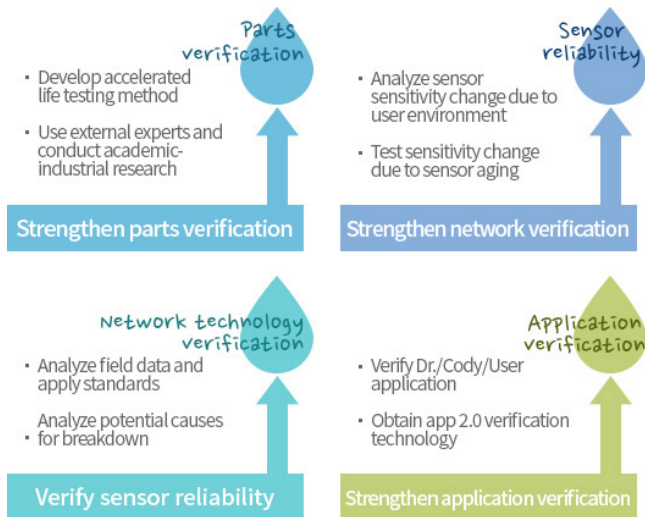 Parts
verification
· Develop accelerated
life testing method
· Use external experts and
conduct academic-
industrial research
Strengthen parts verification
Sensor
reliability
· Analyze sensor
sensitivity change due to
user environment
· Test sensitivity change
due to sensor aging
Strengthen network verification
Network technology
verification
· Analyze field data and
apply standards
· Analyze potential causes
for breakdown
Verify sensor reliability
Application
verification
· Verify Dr./Cody/User
application
· Obtain app 2.0 verification
technology
Strengthen application verification